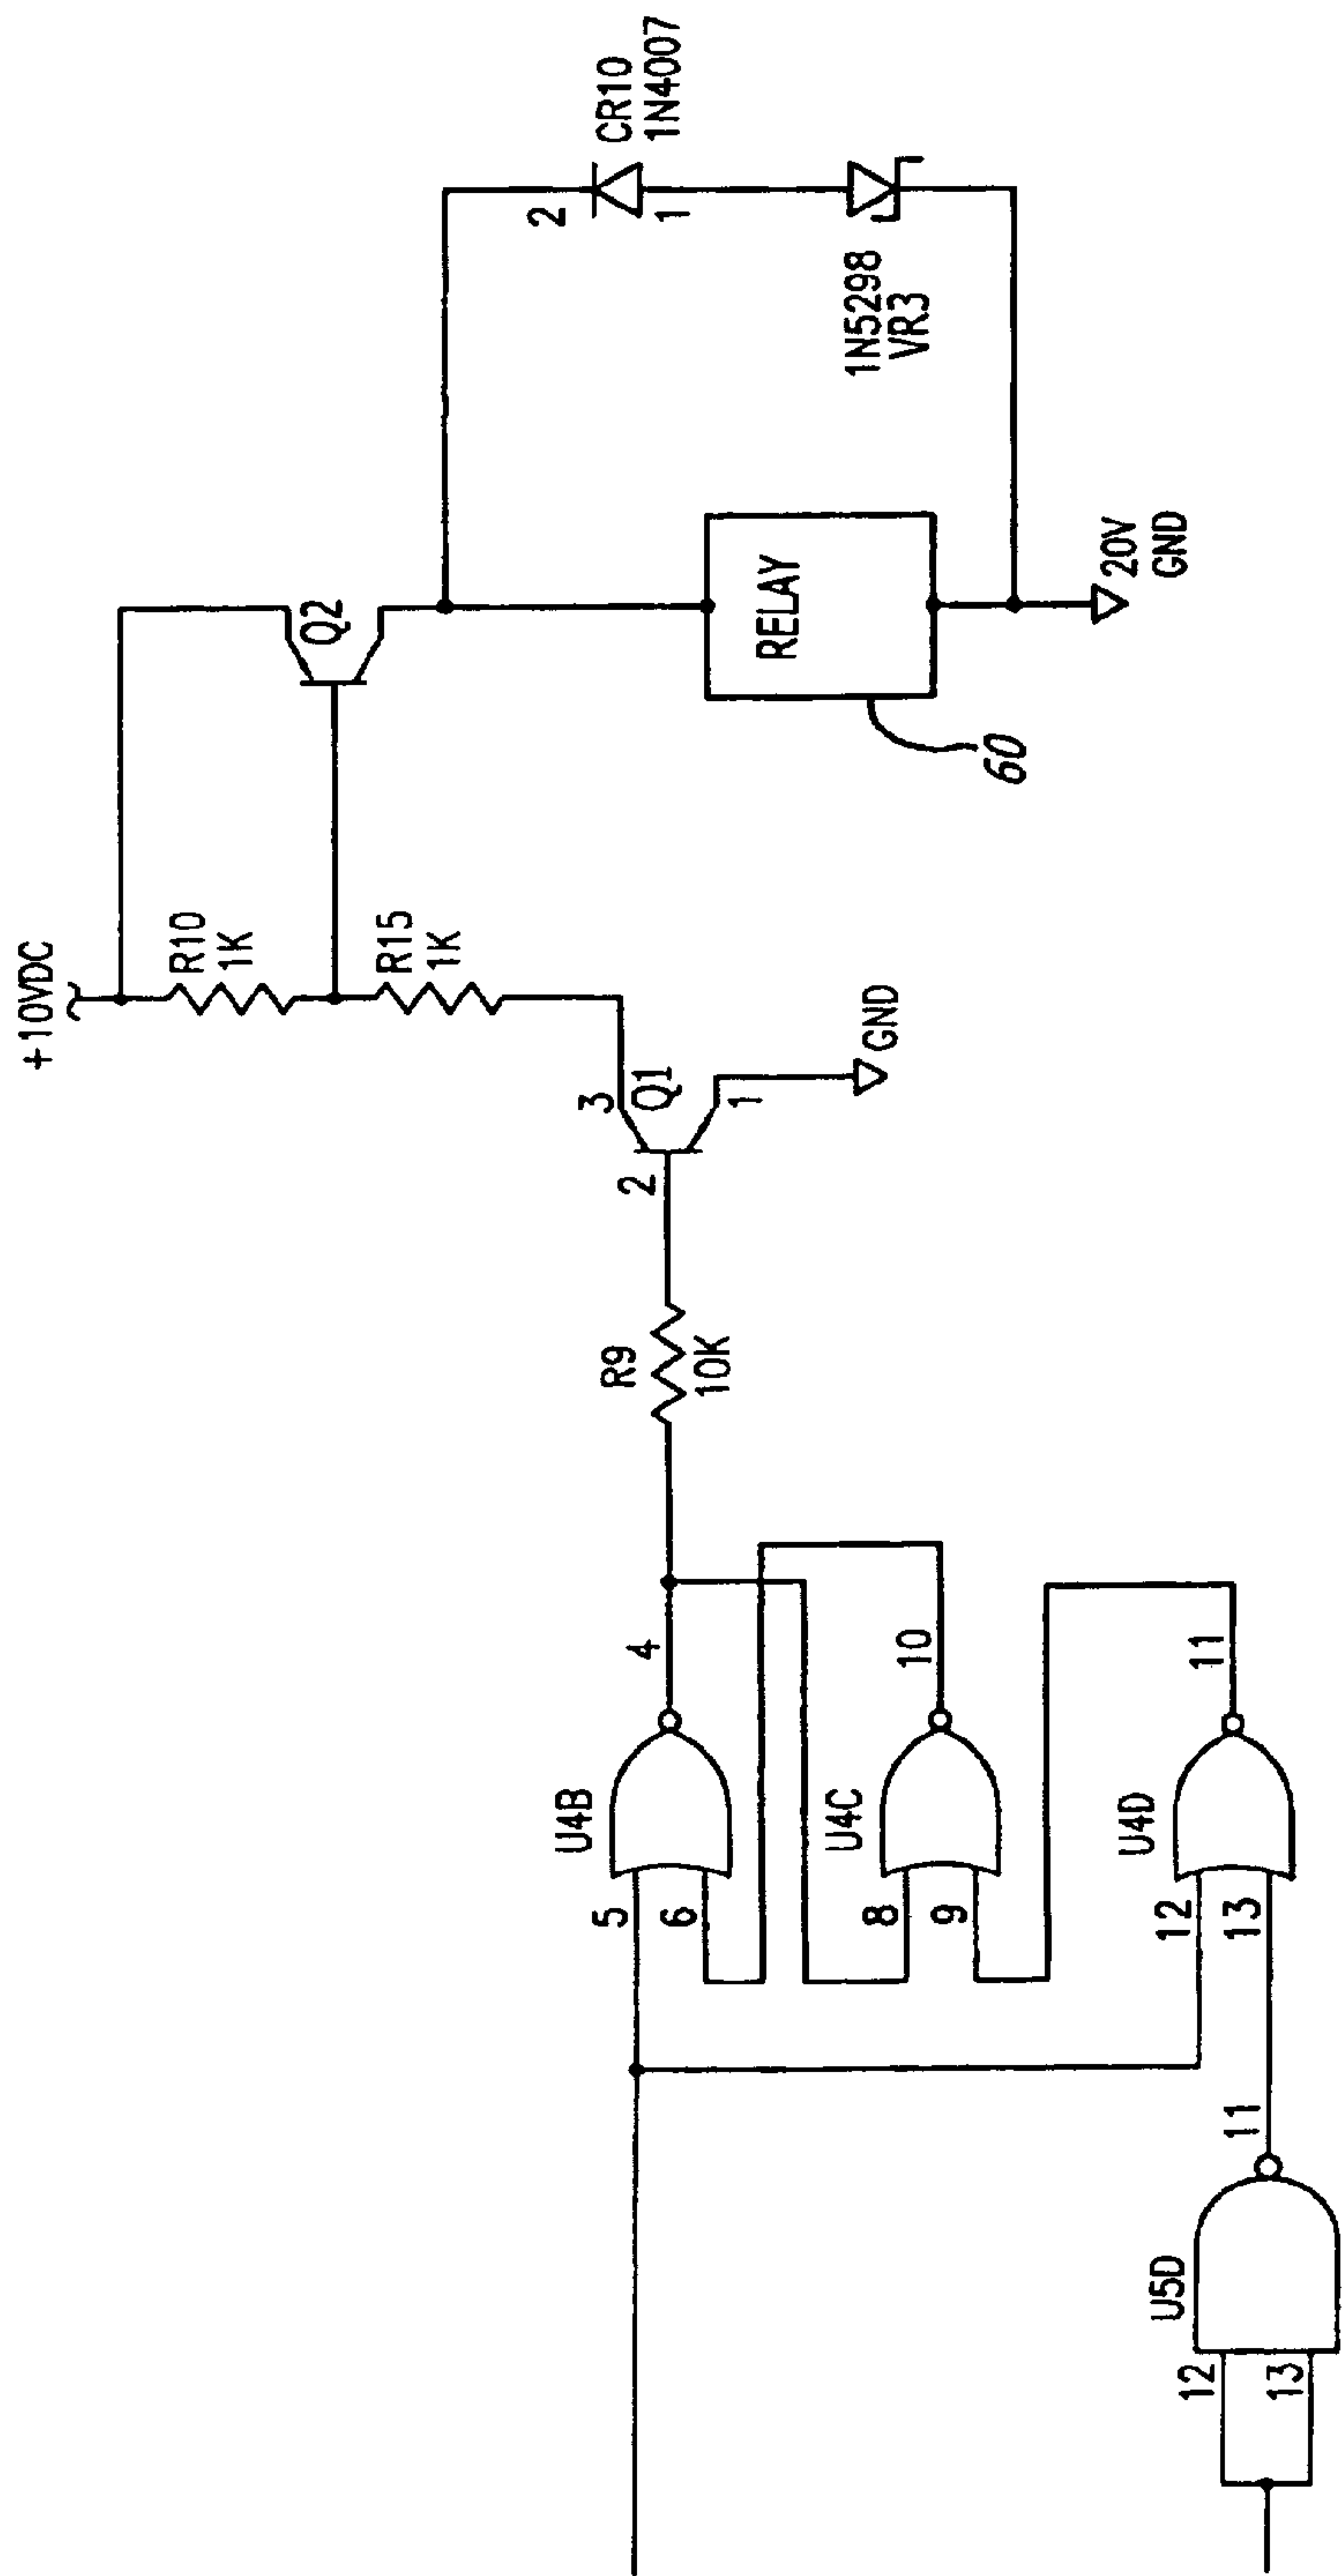 +10VDC
R10
1K
R15
1K
Q2
CR10
1N4007
2
1
1N5298
VR3
RELAY
60
20V
GND
3
Q1
2
1
GND
R9
10K
U4B
5
6
4
U4C
8
9
10
U4D
12
13
11
U5D
12
13
11